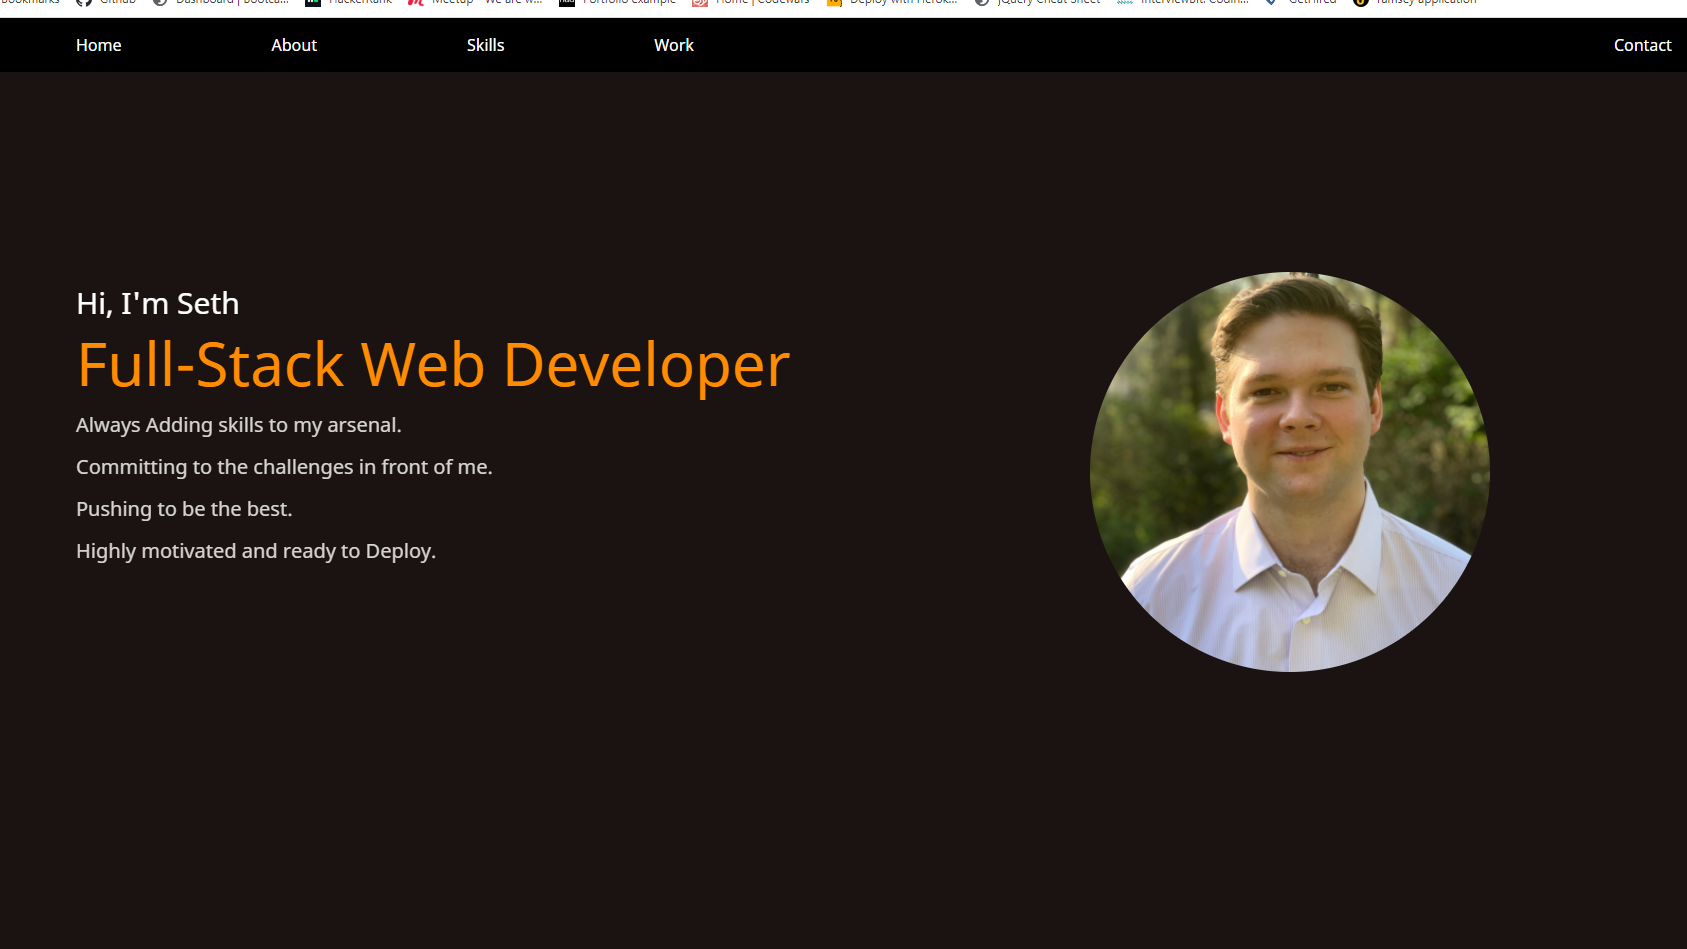 Bookmarks Github Dashboard | Bootca... HackerRank Meetup - We are w... Portfolio example Home | Codewars Deploy with Herok... jQuery Cheat Sheet InterviewBit: Codin... GetHired ramsey application
Home About Skills Work Contact
Hi, I'm Seth
Full-Stack Web Developer
Always Adding skills to my arsenal.
Committing to the challenges in front of me.
Pushing to be the best.
Highly motivated and ready to Deploy.